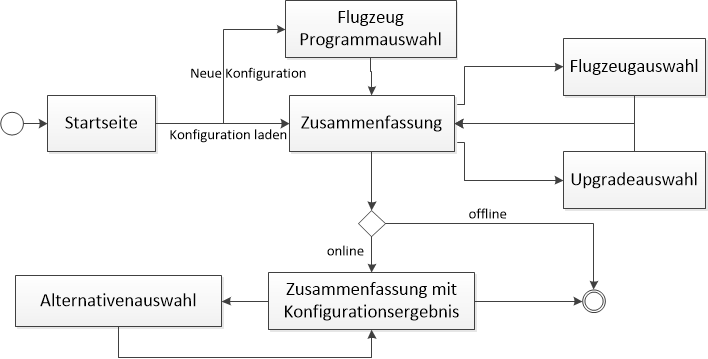 Flugzeug
Programmauswahl
Neue Konfiguration
Flugzeugauswahl
Startseite
Konfiguration laden
Zusammenfassung
Upgradeauswahl
offline
online
Alternativenauswahl
Zusammenfassung mit
Konfigurationsergebnis